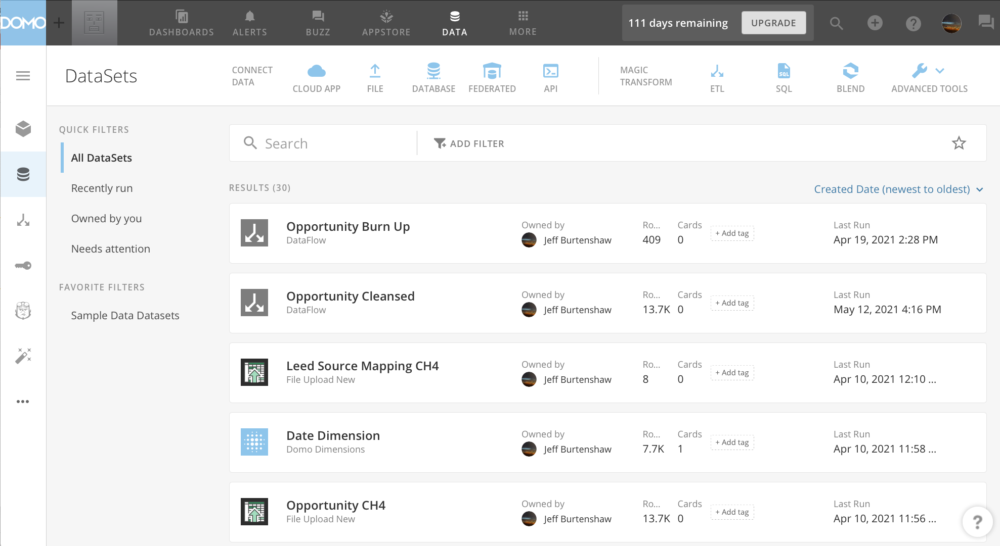 DOMO
DASHBOARDS
ALERTS
BUZZ
APPSTORE
DATA
MORE
111 days remaining
UPGRADE
DataSets
CONNECT
DATA
CLOUD APP
FILE
DATABASE
FEDERATED
API
MAGIC
TRANSFORM
ETL
SQL
SQL
BLEND
ADVANCED TOOLS
QUICK FILTERS
All DataSets
Recently run
Owned by you
Needs attention
FAVORITE FILTERS
Sample Data Datasets
Search
ADD FILTER
RESULTS (30)
Created Date (newest to oldest)
Opportunity Burn Up
DataFlow
Owned by
Jeff Burtenshaw
Ro...
409
Cards
0
+ Add tag
Last Run
Apr 19, 2021 2:28 PM
Opportunity Cleansed
DataFlow
Owned by
Jeff Burtenshaw
Ro...
13.7K
Cards
0
+ Add tag
Last Run
May 12, 2021 4:16 PM
Leed Source Mapping CH4
File Upload New
Owned by
Jeff Burtenshaw
Ro...
8
Cards
0
+ Add tag
Last Run
Apr 10, 2021 12:10 ...
Date Dimension
Domo Dimensions
Owned by
Jeff Burtenshaw
Ro...
7.7K
Cards
1
+ Add tag
Last Run
Apr 10, 2021 11:58 ...
Opportunity CH4
File Upload New
Owned by
Jeff Burtenshaw
Ro...
13.7K
Cards
0
+ Add tag
Last Run
Apr 10, 2021 11:56 ...
?